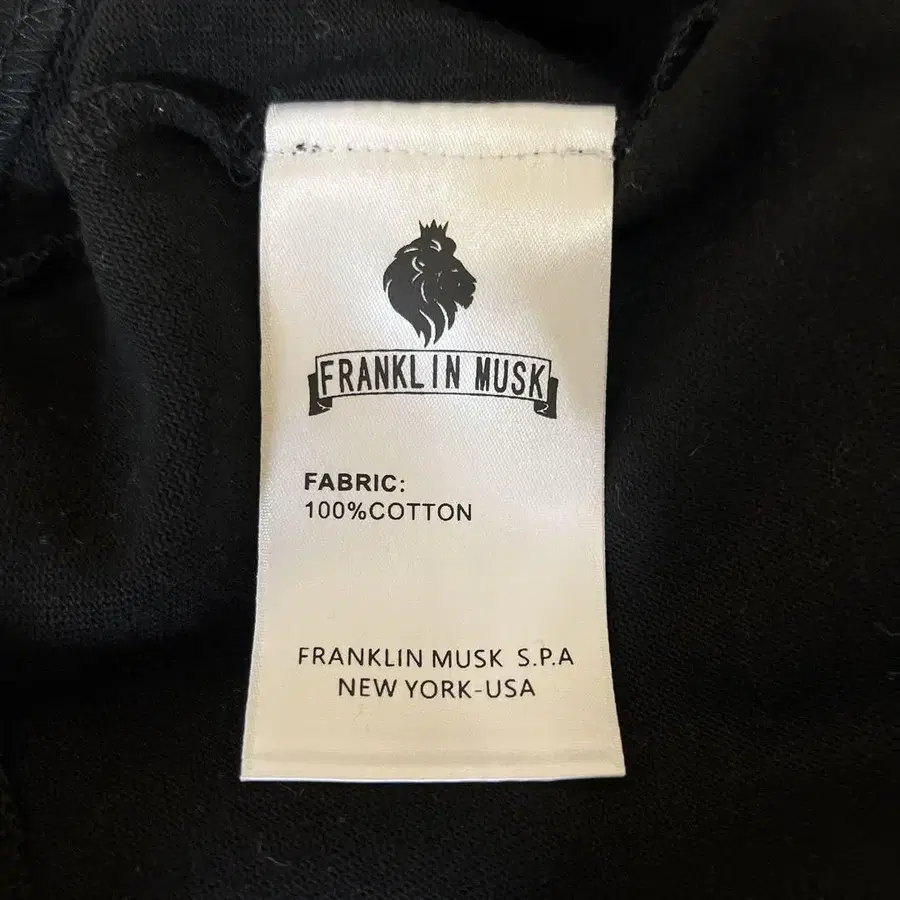 FRANKLIN MUSK
FABRIC:
100%COTTON
FRANKLIN MUSK S.P.A
NEW YORK-USA